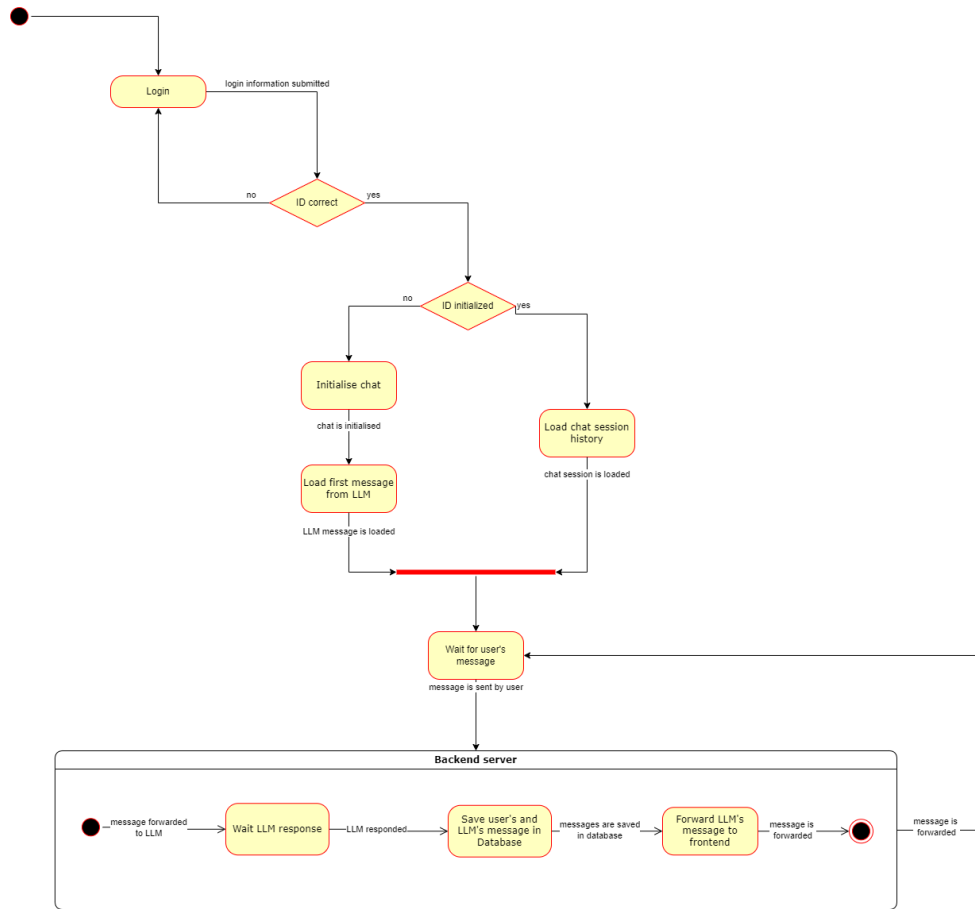 login information submitted
Login
no
yes
ID correct
no
yes
ID initialized
Initialise chat
Load chat session
history
chat is initialised
chat session is loaded
Load first message
from LLM
LLM message is loaded
Wait for user's
message
message is sent by user
Backend server
message forwarded
to LLM
Wait LLM response
LLM responded
Save user's and
LLM's message in
Database
messages are saved
in database
Forward LLM's
message to
frontend
message is
forwarded
message is
forwarded